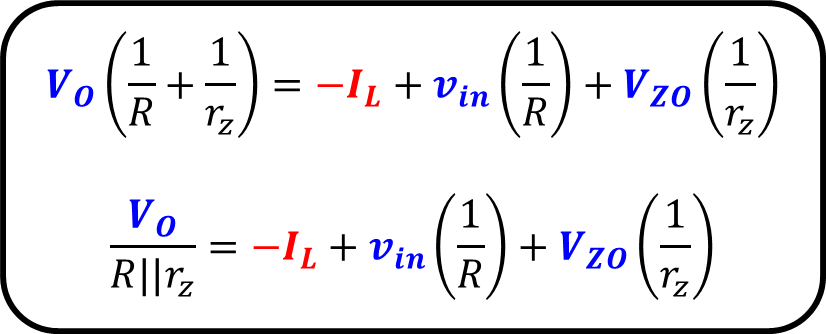 V_O (1/R + 1/r_z) = −I_L + v_in (1/R) + V_ZO (1/r_z)
V_O / R||r_z = −I_L + v_in (1/R) + V_ZO (1/r_z)